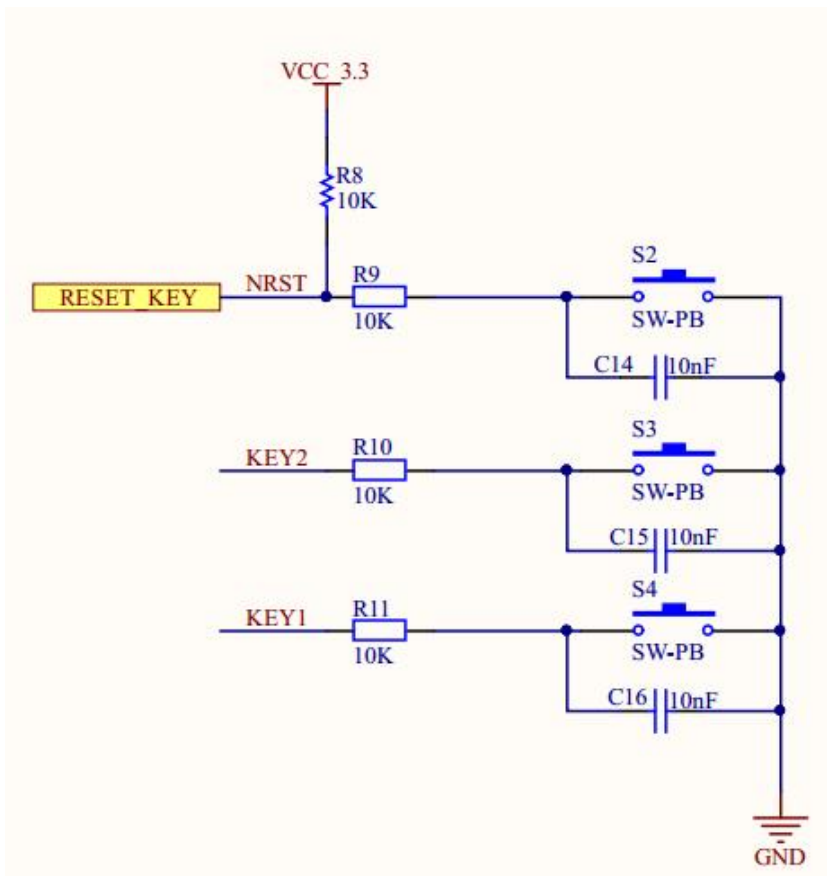 VCC_3.3
R8
10K
RESET_KEY
NRST
R9
10K
S2
SW-PB
C14
10nF
KEY2
R10
10K
S3
SW-PB
C15
10nF
KEY1
R11
10K
S4
SW-PB
C16
10nF
GND